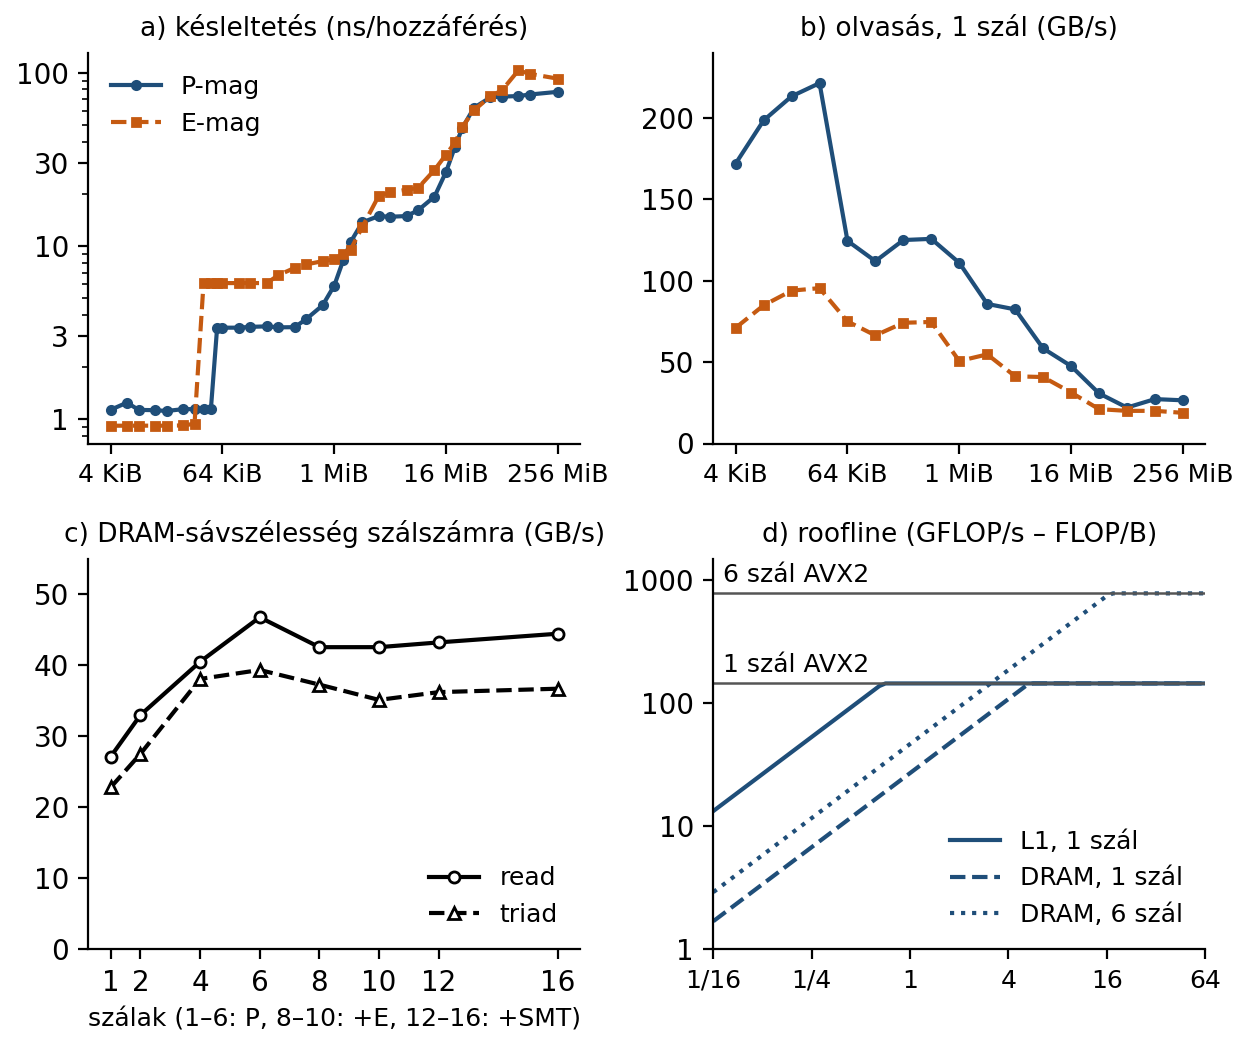 a) késleltetés (ns/hozzáférés)
100
30
10
3
1
P-mag
E-mag
4 KiB 64 KiB 1 MiB 16 MiB 256 MiB
b) olvasás, 1 szál (GB/s)
200
150
100
50
0
4 KiB 64 KiB 1 MiB 16 MiB 256 MiB
c) DRAM-sávszélesség szálszámra (GB/s)
50
40
30
20
10
0
read
triad
1 2 4 6 8 10 12 16
szálak (1–6: P, 8–10: +E, 12–16: +SMT)
d) roofline (GFLOP/s – FLOP/B)
1000
100
10
1
6 szál AVX2
1 szál AVX2
L1, 1 szál
DRAM, 1 szál
DRAM, 6 szál
1/16 1/4 1 4 16 64